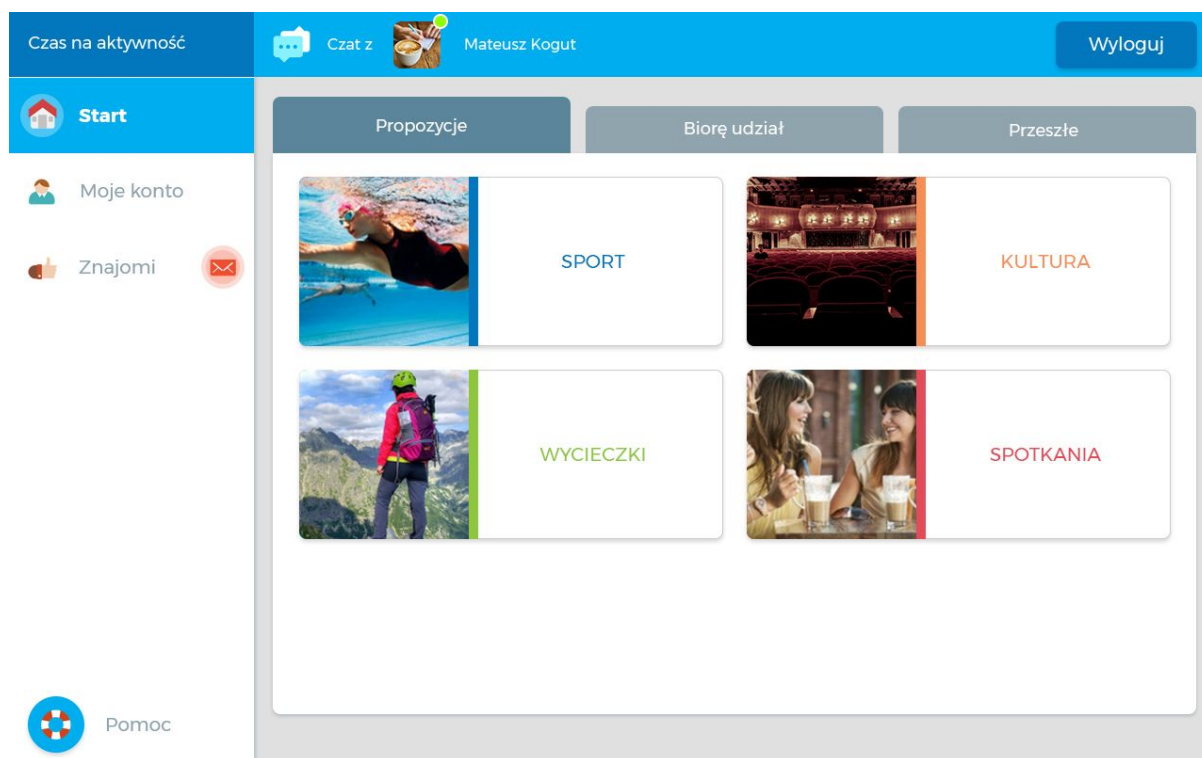 Czas na aktywność
Czat z Mateusz Kogut
Wyloguj
Start
Moje konto
Znajomi
Pomoc
Propozycje
Biorę udział
Przeszłe
SPORT
KULTURA
WYCIECZKI
SPOTKANIA